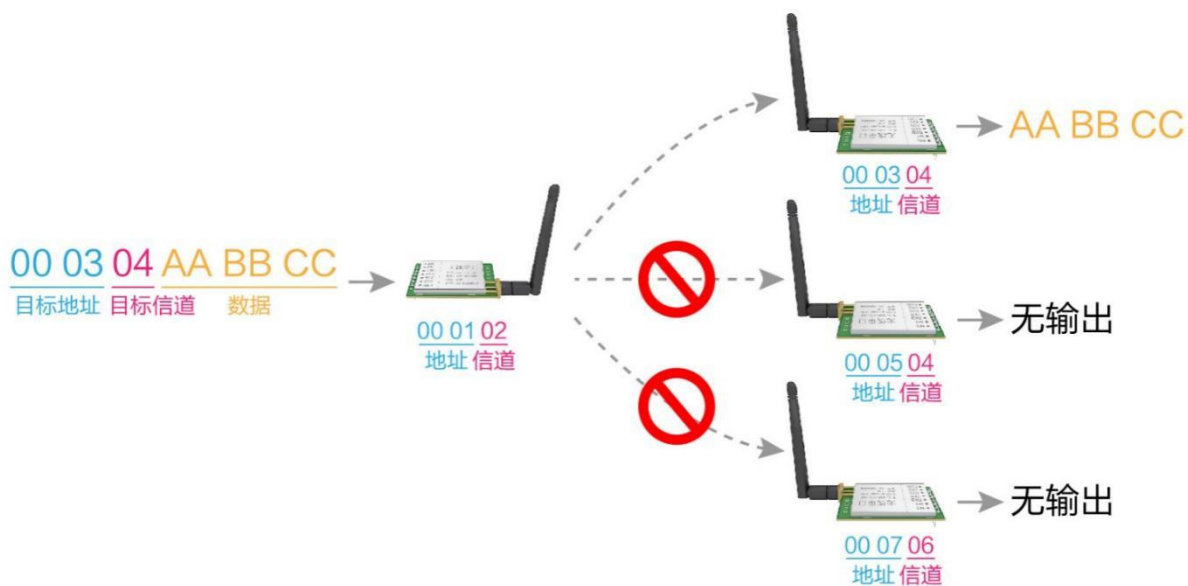 00 03 04 AA BB CC
目标地址 目标信道 数据
00 01 02
地址 信道
AA BB CC
00 03 04
地址 信道
无输出
00 05 04
地址 信道
无输出
00 07 06
地址 信道